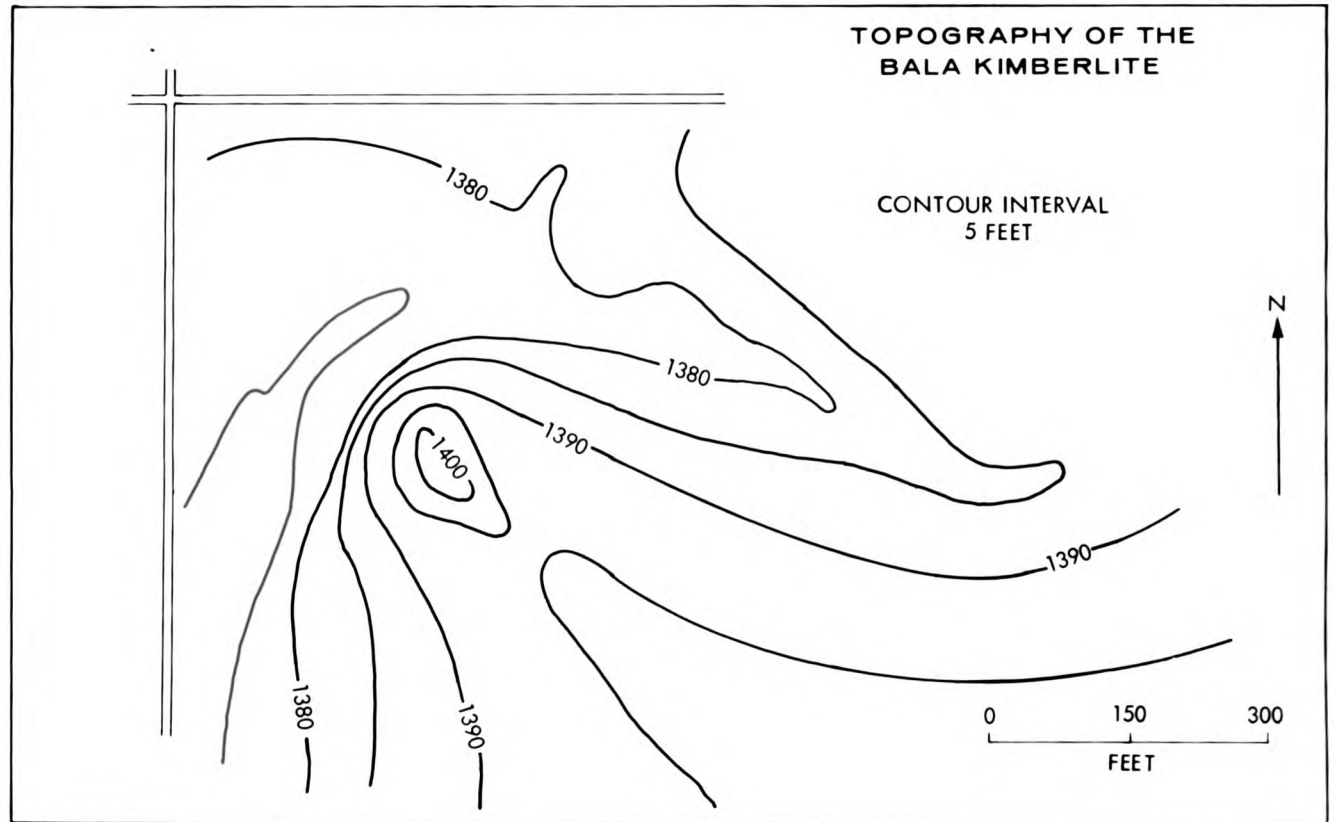 TOPOGRAPHY OF THE
BALA KIMBERLITE
1380
CONTOUR INTERVAL
5 FEET
N
1380
1390
1400
1390
1380
1390
0 150 300
FEET